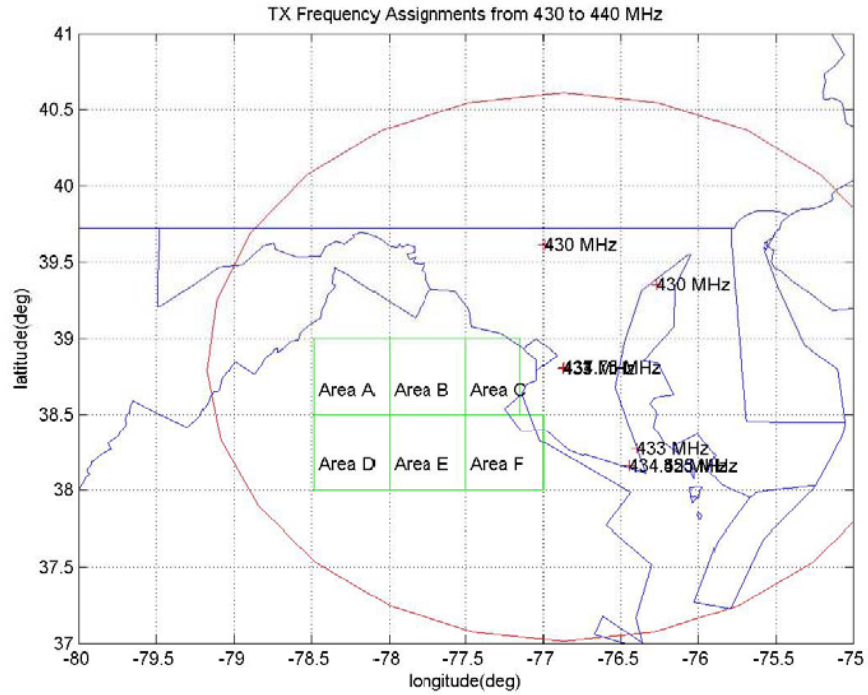 TX Frequency Assignments from 430 to 440 MHz
41
40.5
40
39.5
39
38.5
38
37.5
37
latitude(deg)
430 MHz
430 MHz
MHz
Area A
Area B
Area C
433 MHz
MHz
Area D
Area E
Area F
-80
-79.5
-79
-78.5
-78
-77.5
-77
-76.5
-76
-75.5
-75
longitude(deg)